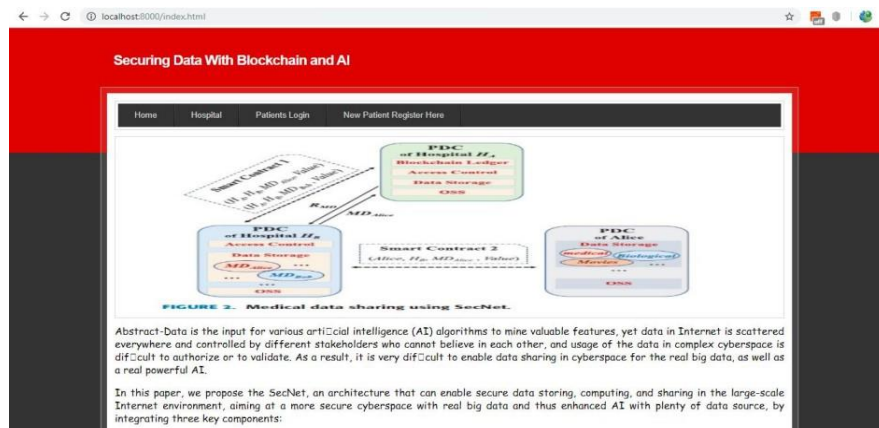 localhost:8000/index.html
Securing Data With Blockchain and AI
Home Hospital Patients Login New Patient Register Here
PDC
of Hospital H_A
Blockchain Ledger
Access Control
Data Storage
OSS
Smart Contract 1
MD_Alice
PDC
of Hospital H_B
Access Control
Data Storage
MD_Alice ...
... MD_Bob ...
OSS
Smart Contract 2
(Alice, H_B, MD_Alice, Value)
PDC
of Alice
Data Storage
medical Biological
Movies ...
OSS
FIGURE 2. Medical data sharing using SecNet.
Abstract-Data is the input for various arti□cial intelligence (AI) algorithms to mine valuable features, yet data in Internet is scattered
everywhere and controlled by different stakeholders who cannot believe in each other, and usage of the data in complex cyberspace is
dif□cult to authorize or to validate. As a result, it is very dif□cult to enable data sharing in cyberspace for the real big data, as well as
a real powerful AI.
In this paper, we propose the SecNet, an architecture that can enable secure data storing, computing, and sharing in the large-scale
Internet environment, aiming at a more secure cyberspace with real big data and thus enhanced AI with plenty of data source, by
integrating three key components: